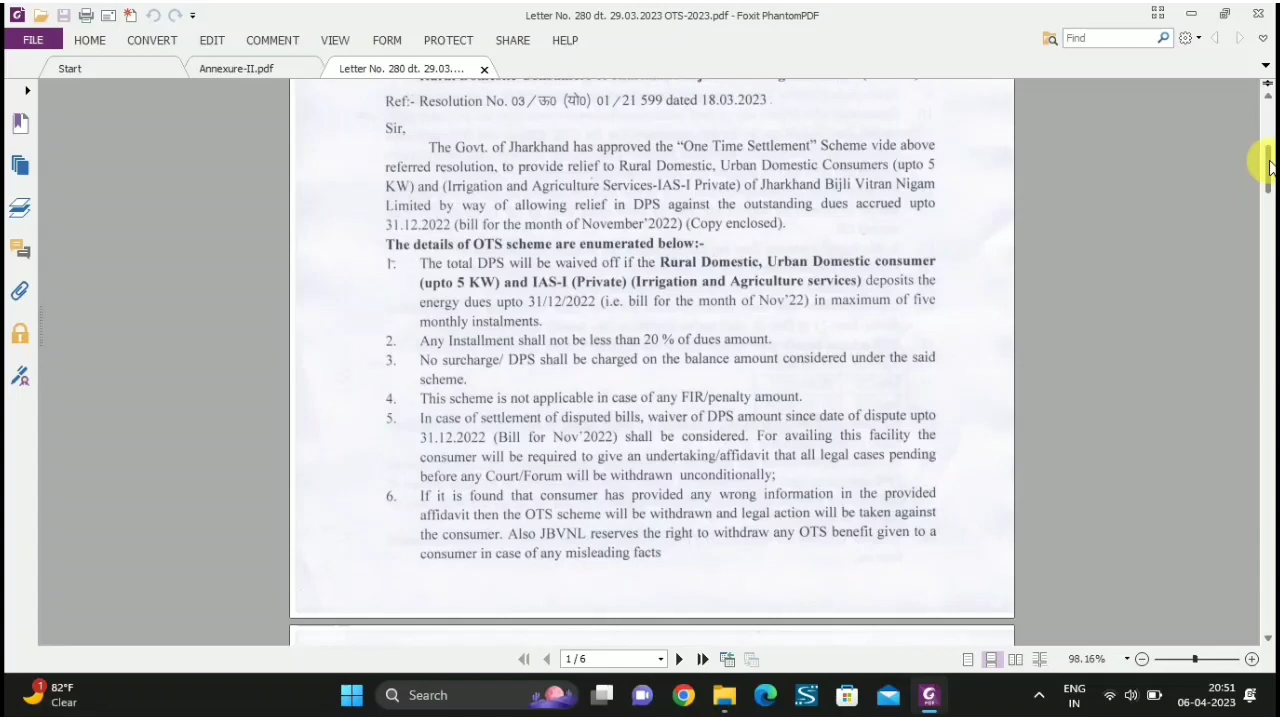 Letter No. 280 dt. 29.03.2023 OTS-2023.pdf - Foxit PhantomPDF
FILE HOME CONVERT EDIT COMMENT VIEW FORM PROTECT SHARE HELP Find
Start Annexure-II.pdf Letter No. 280 dt. 29.03....
Ref:- Resolution No. 03/ऊ0 (यो0) 01/21 599 dated 18.03.2023.
Sir,
The Govt. of Jharkhand has approved the “One Time Settlement” Scheme vide above
referred resolution, to provide relief to Rural Domestic, Urban Domestic Consumers (upto 5
KW) and (Irrigation and Agriculture Services-IAS-I Private) of Jharkhand Bijli Vitran Nigam
Limited by way of allowing relief in DPS against the outstanding dues accrued upto
31.12.2022 (bill for the month of November’2022) (Copy enclosed).
The details of OTS scheme are enumerated below:-
1. The total DPS will be waived off if the Rural Domestic, Urban Domestic consumer
(upto 5 KW) and IAS-I (Private) (Irrigation and Agriculture services) deposits the
energy dues upto 31/12/2022 (i.e. bill for the month of Nov’22) in maximum of five
monthly instalments.
2. Any Installment shall not be less than 20 % of dues amount.
3. No surcharge/ DPS shall be charged on the balance amount considered under the said
scheme.
4. This scheme is not applicable in case of any FIR/penalty amount.
5. In case of settlement of disputed bills, waiver of DPS amount since date of dispute upto
31.12.2022 (Bill for Nov’2022) shall be considered. For availing this facility the
consumer will be required to give an undertaking/affidavit that all legal cases pending
before any Court/Forum will be withdrawn unconditionally;
6. If it is found that consumer has provided any wrong information in the provided
affidavit then the OTS scheme will be withdrawn and legal action will be taken against
the consumer. Also JBVNL reserves the right to withdraw any OTS benefit given to a
consumer in case of any misleading facts
1/6 98.16%
1 82°F Search ENG 20:51
Clear IN 06-04-2023